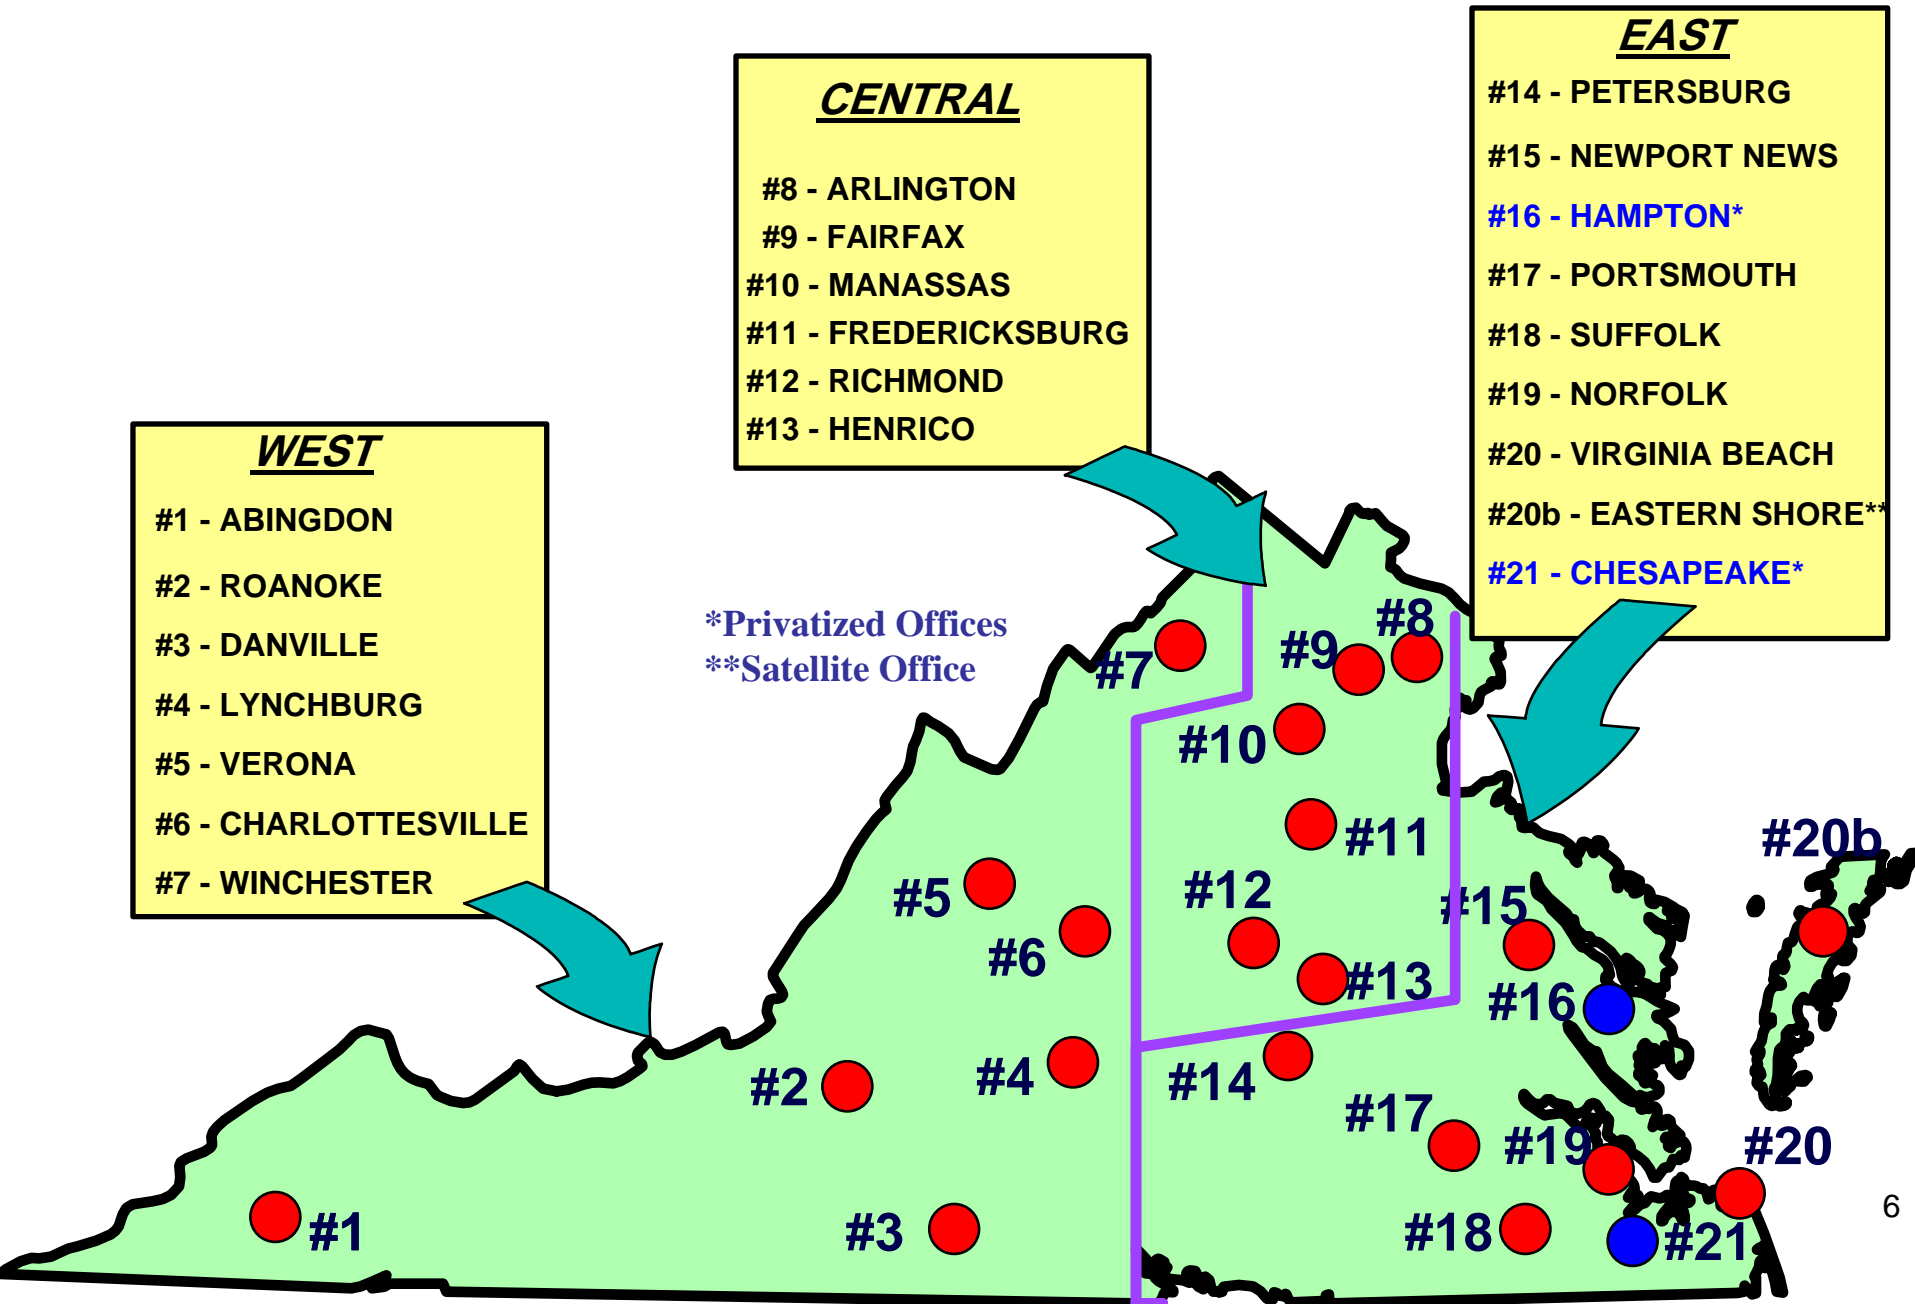 EAST
#14 - PETERSBURG
#15 - NEWPORT NEWS
#16 - HAMPTON*
#17 - PORTSMOUTH
#18 - SUFFOLK
#19 - NORFOLK
#20 - VIRGINIA BEACH
#20b - EASTERN SHORE**
#21 - CHESAPEAKE*
CENTRAL
#8 - ARLINGTON
#9 - FAIRFAX
#10 - MANASSAS
#11 - FREDERICKSBURG
#12 - RICHMOND
#13 - HENRICO
WEST
#1 - ABINGDON
#2 - ROANOKE
#3 - DANVILLE
#4 - LYNCHBURG
#5 - VERONA
#6 - CHARLOTTESVILLE
#7 - WINCHESTER
*Privatized Offices
**Satellite Office
#8
#9
#7
#10
#11
#20b
#12
#5
#15
#6
#13
#16
#4
#14
#2
#17
#19
#20
6
#1
#3
#18
#21